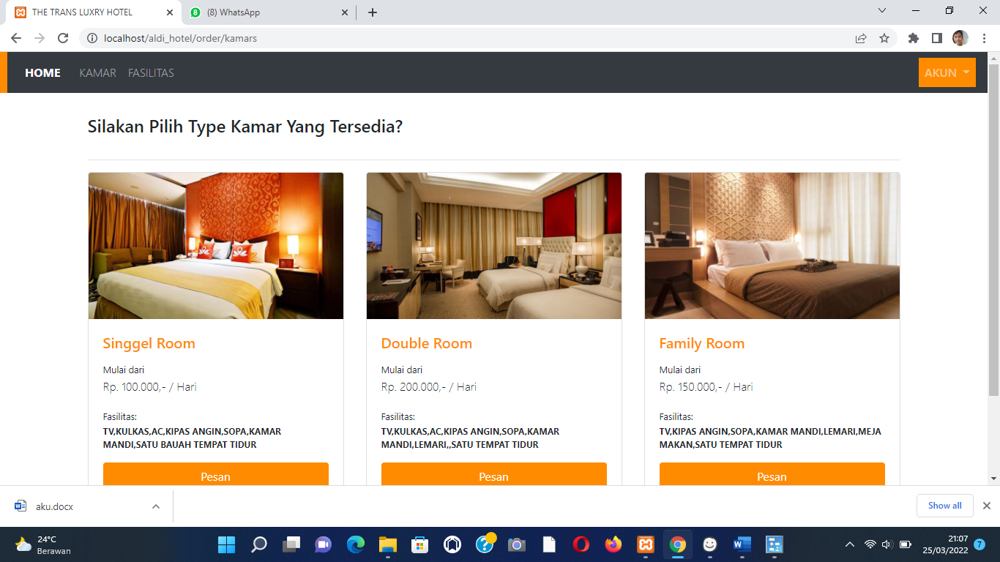 THE TRANS LUXRY HOTEL
8
(8) WhatsApp
localhost/aldi_hotel/order/kamars
HOME
KAMAR
FASILITAS
AKUN
Silakan Pilih Type Kamar Yang Tersedia?
Singgel Room
Mulai dari
Rp. 100.000,- / Hari
Fasilitas:
TV,KULKAS,AC,KIPAS ANGIN,SOPA,KAMAR
MANDI,SATU BAUAH TEMPAT TIDUR
Pesan
Double Room
Mulai dari
Rp. 200.000,- / Hari
Fasilitas:
TV,KULKAS,AC,KIPAS ANGIN,SOPA,KAMAR
MANDI,LEMARI,,SATU TEMPAT TIDUR
Pesan
Family Room
Mulai dari
Rp. 150.000,- / Hari
Fasilitas:
TV,KIPAS ANGIN,SOPA,KAMAR MANDI,LEMARI,MEJA
MAKAN,SATU TEMPAT TIDUR
Pesan
aku.docx
Show all
24°C
Berawan
21:07
25/03/2022
7